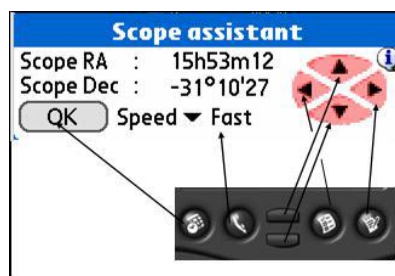 Scope assistant
Scope RA : 15h53m12
Scope Dec : -31°10'27
OK Speed Fast